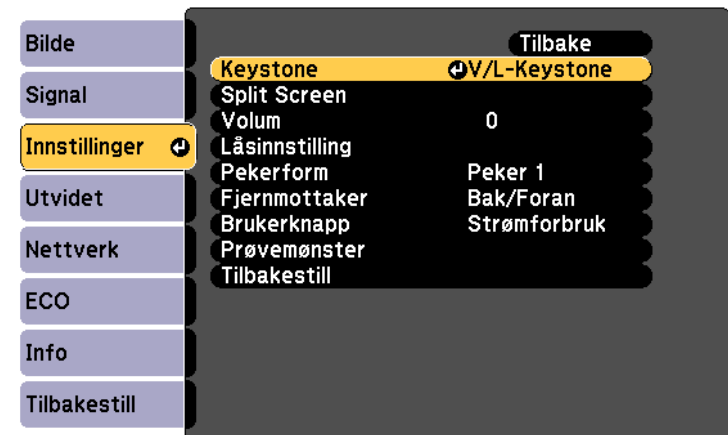 Bilde
Signal
Innstillinger
Utvidet
Nettverk
ECO
Info
Tilbakestill
Tilbake
Keystone V/L-Keystone
Split Screen
Volum 0
Låsinnstilling
Pekerform Peker 1
Fjernmottaker Bak/Foran
Brukerknapp Strømforbruk
Prøvemønster
Tilbakestill